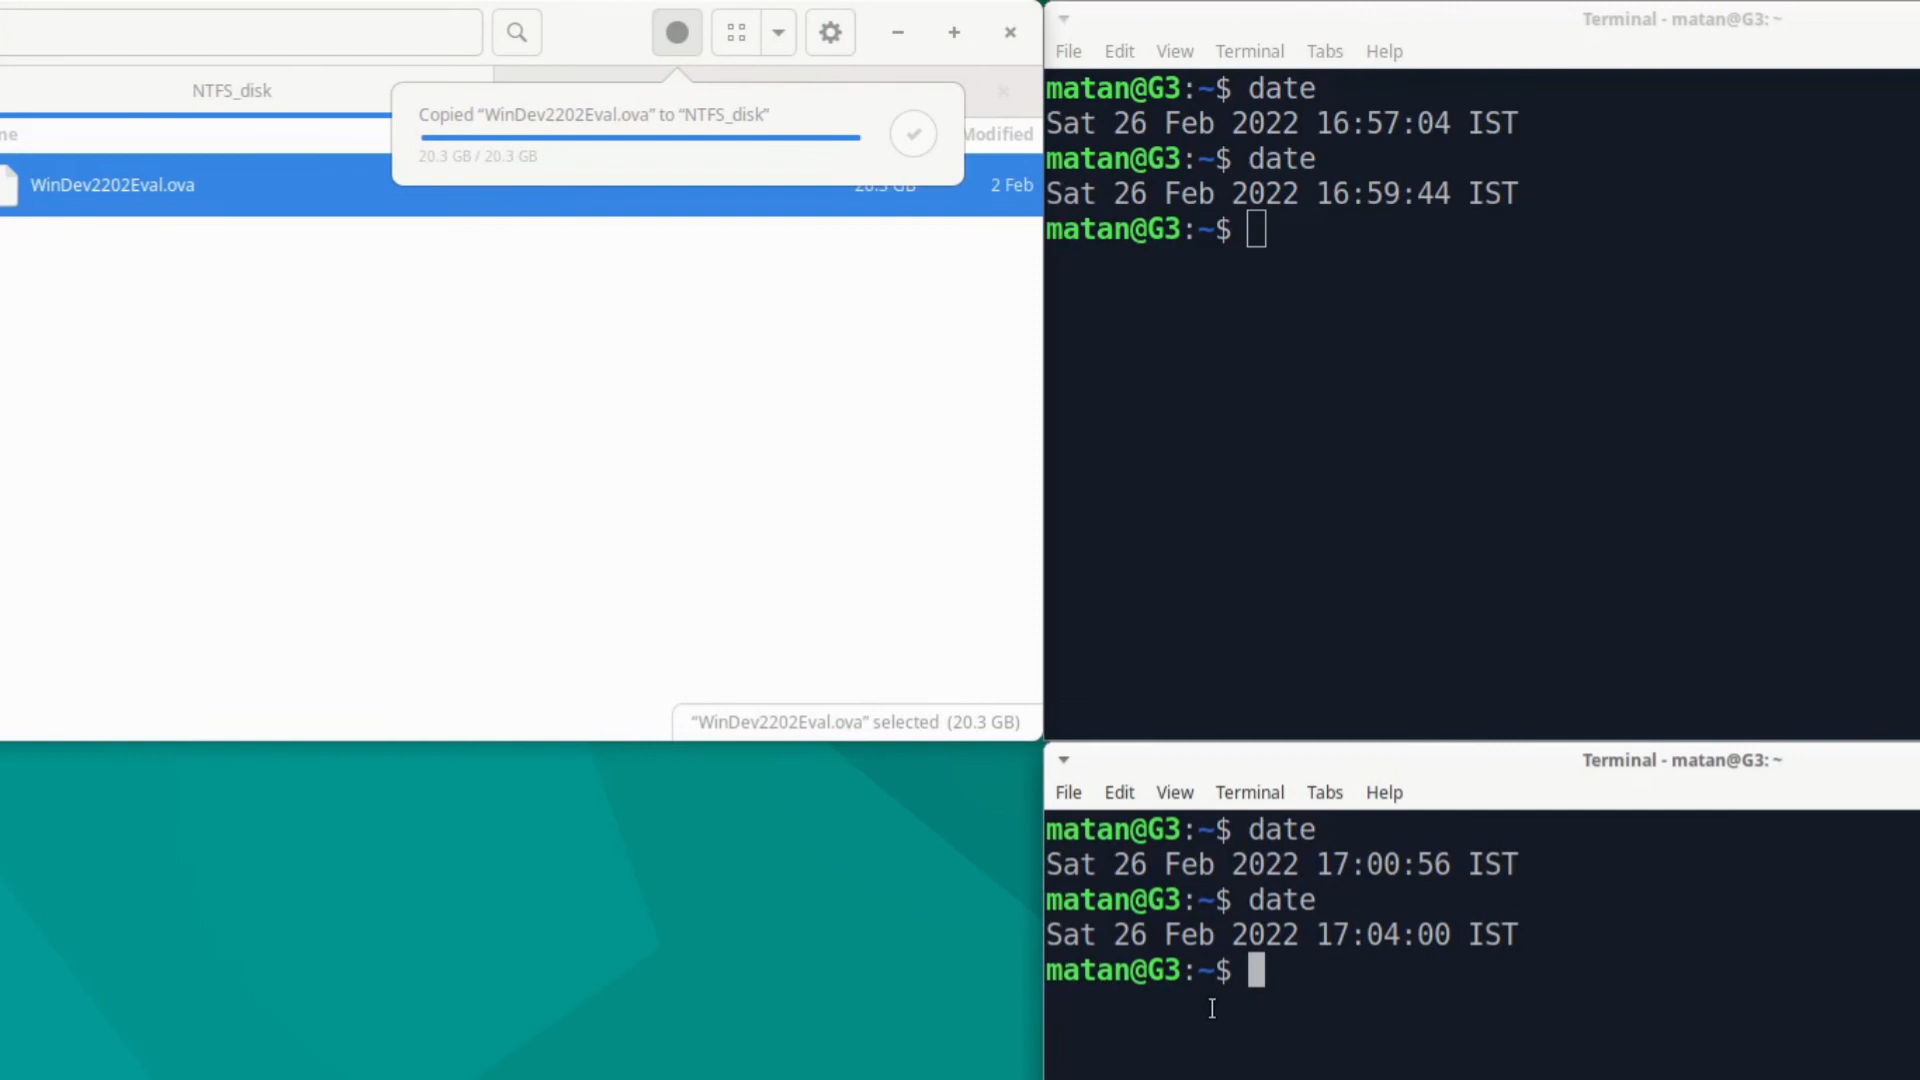 NTFS_disk
me
Modified
Copied “WinDev2202Eval.ova” to “NTFS_disk”
20.3 GB / 20.3 GB
WinDev2202Eval.ova
20.3 GB
2 Feb
“WinDev2202Eval.ova” selected (20.3 GB)
Terminal - matan@G3: ~
File Edit View Terminal Tabs Help
matan@G3:~$ date
Sat 26 Feb 2022 16:57:04 IST
matan@G3:~$ date
Sat 26 Feb 2022 16:59:44 IST
matan@G3:~$
Terminal - matan@G3: ~
File Edit View Terminal Tabs Help
matan@G3:~$ date
Sat 26 Feb 2022 17:00:56 IST
matan@G3:~$ date
Sat 26 Feb 2022 17:04:00 IST
matan@G3:~$